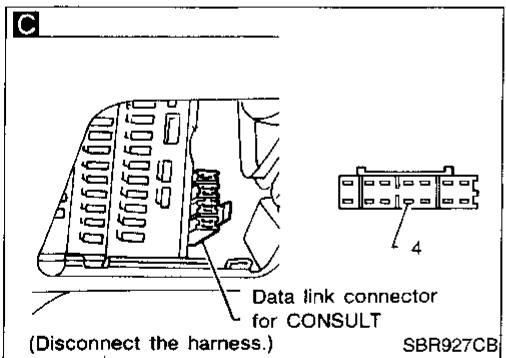 C
4
Data link connector
for CONSULT
(Disconnect the harness.)
SBR927CB